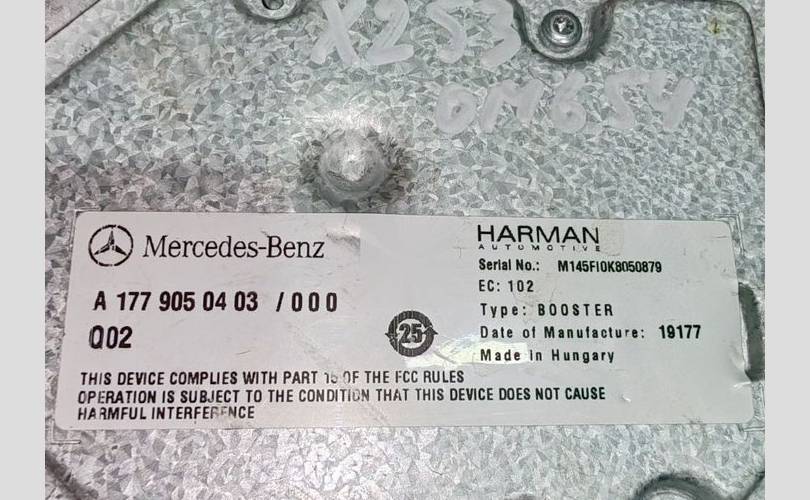 X253
OM654
Mercedes-Benz
A 177 905 04 03 /000
Q02
25
HARMAN
AUTOMOTIVE
Serial No.: M145FI0K8050879
EC: 102
Type: BOOSTER
Date of Manufacture: 19177
Made in Hungary
THIS DEVICE COMPLIES WITH PART 15 OF THE FCC RULES
OPERATION IS SUBJECT TO THE CONDITION THAT THIS DEVICE DOES NOT CAUSE
HARMFUL INTERFERENCE